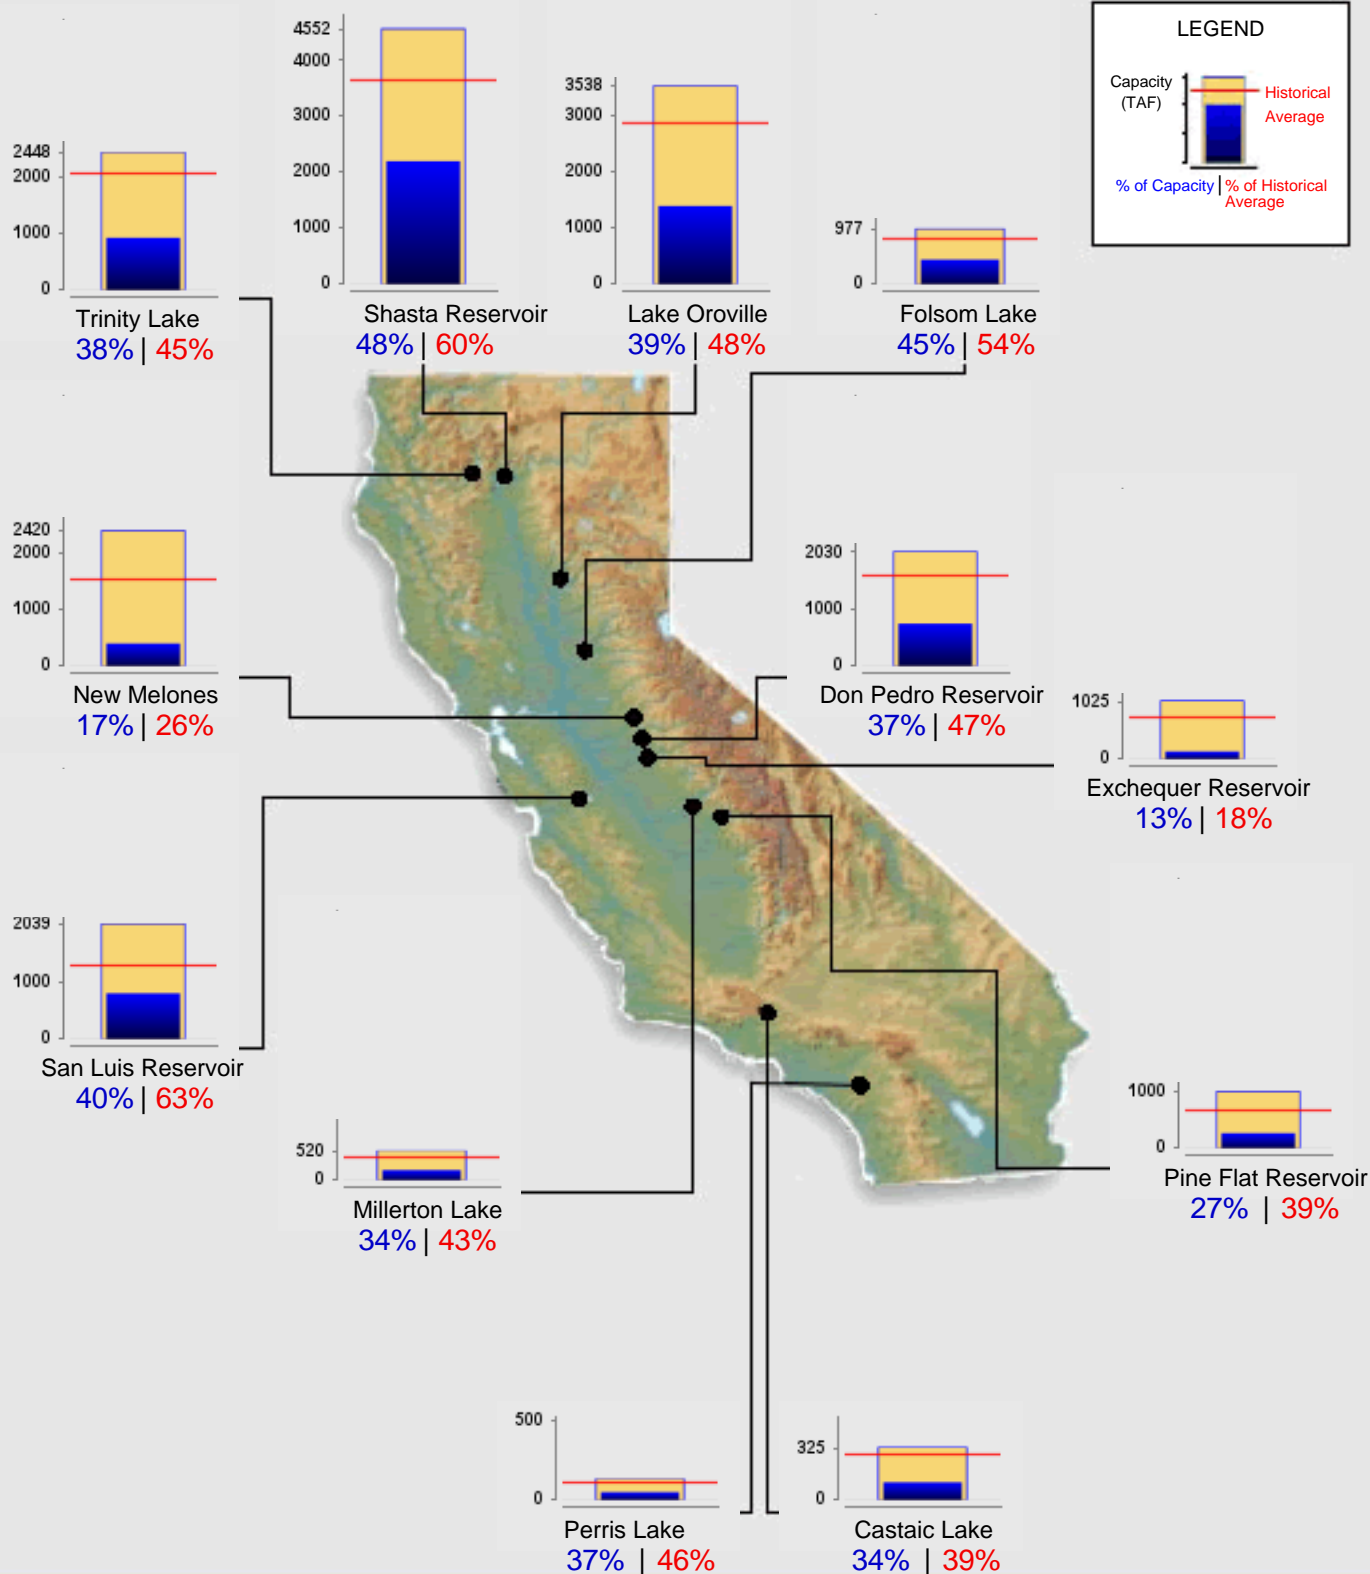 LEGEND
Capacity
(TAF)
Historical
Average
% of Capacity | % of Historical
Average
2448
2000
1000
0
Trinity Lake
38% | 45%
4552
4000
3000
2000
1000
0
Shasta Reservoir
48% | 60%
3538
3000
2000
1000
0
Lake Oroville
39% | 48%
977
0
Folsom Lake
45% | 54%
2420
2000
1000
0
New Melones
17% | 26%
2030
1000
0
Don Pedro Reservoir
37% | 47%
1025
0
Exchequer Reservoir
13% | 18%
2039
1000
0
San Luis Reservoir
40% | 63%
520
0
Millerton Lake
34% | 43%
1000
0
Pine Flat Reservoir
27% | 39%
500
0
Perris Lake
37% | 46%
325
0
Castaic Lake
34% | 39%